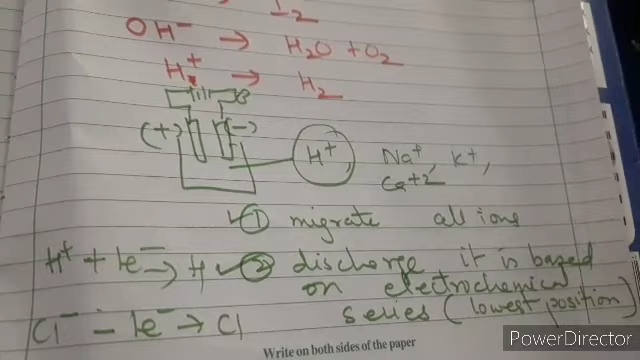 I2
OH⁻ → H2O + O2
H⁺ → H2
(+) (-) H⁺, Na⁺, K⁺,
Ca+2
① migrate all ions
H⁺ + 1e⁻ → H ② discharge it is based
on electrochemical
Cl⁻ - 1e⁻ → Cl series (lowest position)
Write on both sides of the paper
PowerDirector